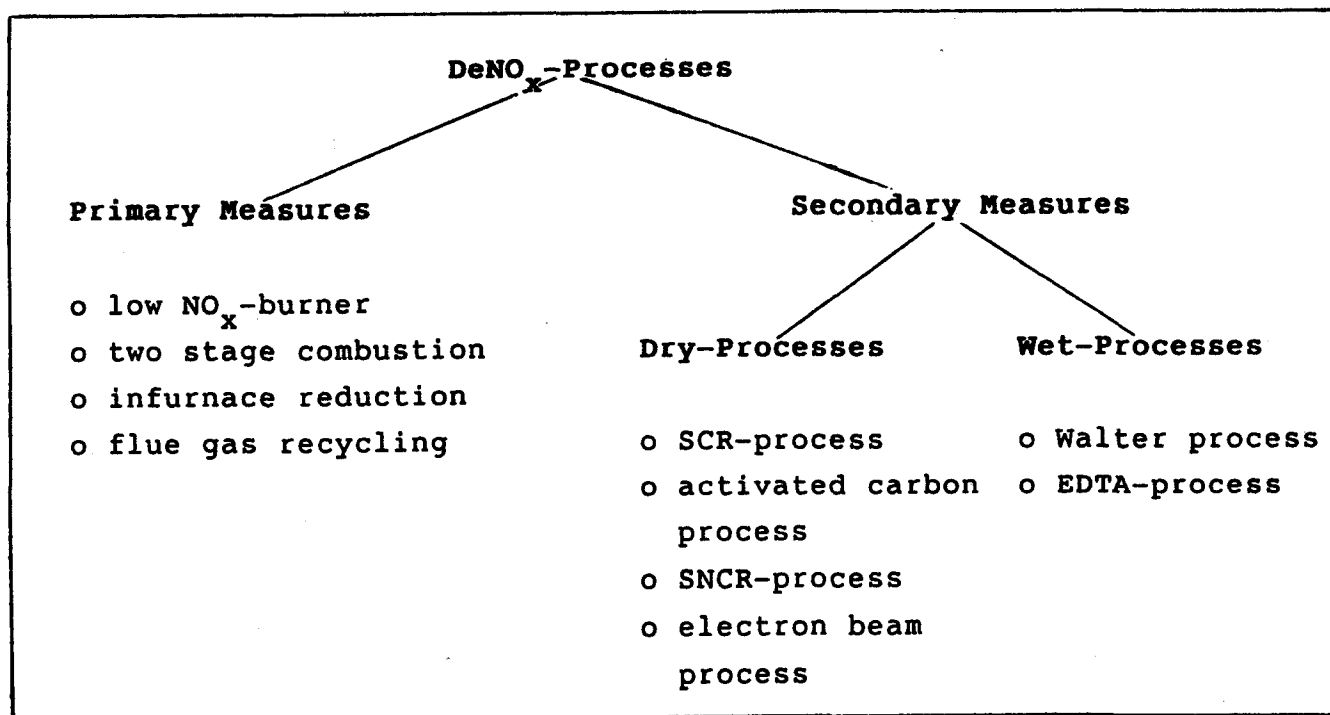 DeNOx-Processes
Primary Measures
o low NOx-burner
o two stage combustion
o infurnace reduction
o flue gas recycling
Secondary Measures
Dry-Processes
o SCR-process
o activated carbon
process
o SNCR-process
o electron beam
process
Wet-Processes
o Walter process
o EDTA-process